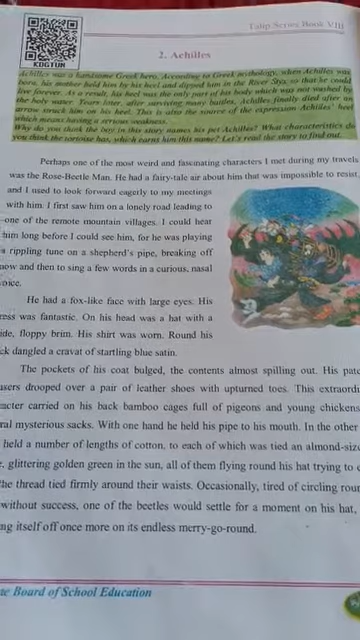 Tulip Series Book VIII
KOGTUN
2. Achilles
Achilles was a handsome Greek hero. According to Greek mythology, when Achilles was
born, his mother held him by his heel and dipped him in the River Styx so that he could
live forever. As a result, his heel was the only part of his body which was not washed by
the holy water. Years later, after surviving many battles, Achilles finally died after an
arrow struck him on his heel. This is also the source of the expression Achilles' heel
which means having a serious weakness.
Why do you think the boy in this story names his pet Achilles? What characteristics do
you think the tortoise has, which earns him this name? Let's read the story to find out.
Perhaps one of the most weird and fascinating characters I met during my travels
was the Rose-Beetle Man. He had a fairy-tale air about him that was impossible to resist,
and I used to look forward eagerly to my meetings
with him. I first saw him on a lonely road leading to
one of the remote mountain villages. I could hear
him long before I could see him, for he was playing
a rippling tune on a shepherd's pipe, breaking off
now and then to sing a few words in a curious, nasal
oice.
He had a fox-like face with large eyes. His
ress was fantastic. On his head was a hat with a
ide, floppy brim. His shirt was worn. Round his
ck dangled a cravat of startling blue satin.
The pockets of his coat bulged, the contents almost spilling out. His patc
users drooped over a pair of leather shoes with upturned toes. This extraordi
acter carried on his back bamboo cages full of pigeons and young chickens
ral mysterious sacks. With one hand he held his pipe to his mouth. In the other
held a number of lengths of cotton, to each of which was tied an almond-size
, glittering golden green in the sun, all of them flying round his hat trying to e
he thread tied firmly around their waists. Occasionally, tired of circling rour
without success, one of the beetles would settle for a moment on his hat,
ng itself off once more on its endless merry-go-round.
te Board of School Education